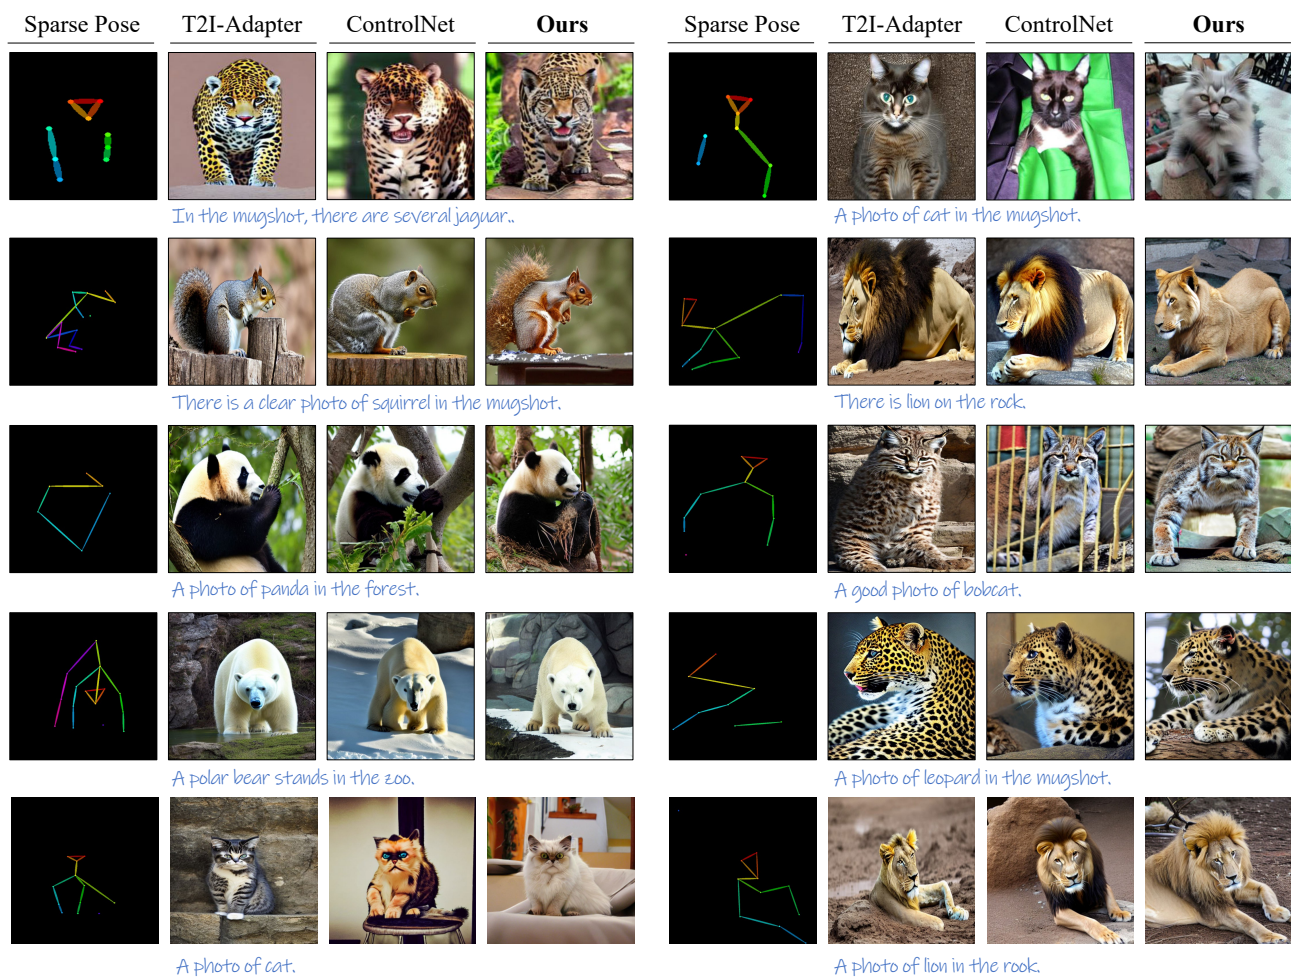 Sparse Pose T2I-Adapter ControlNet Ours Sparse Pose T2I-Adapter ControlNet Ours
In the mugshot, there are several jaguar..
A photo of cat in the mugshot.
There is a clear photo of squirrel in the mugshot.
There is lion on the rock.
A photo of panda in the forest.
A good photo of bobcat.
A polar bear stands in the zoo.
A photo of leopard in the mugshot.
A photo of cat.
A photo of lion in the rook.